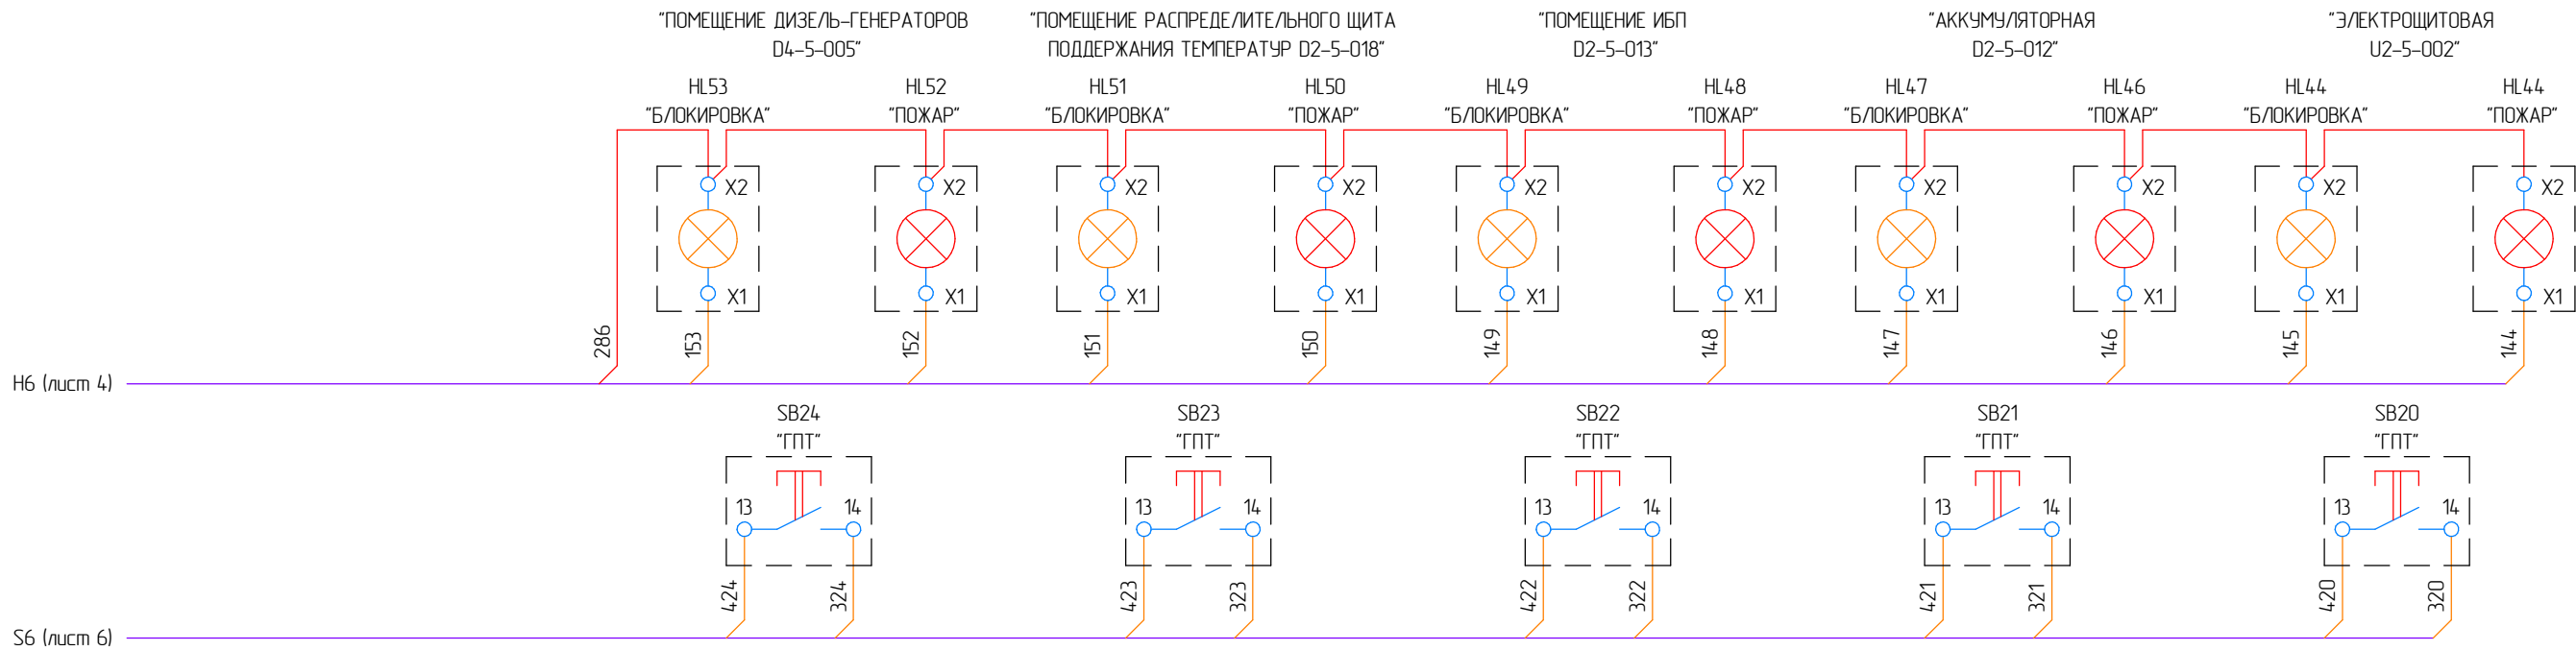 "ПОМЕЩЕНИЕ ДИЗЕЛЬ-ГЕНЕРАТОРОВ
D4-5-005"
"ПОМЕЩЕНИЕ РАСПРЕДЕЛИТЕЛЬНОГО ЩИТА
ПОДДЕРЖАНИЯ ТЕМПЕРАТУР D2-5-018"
"ПОМЕЩЕНИЕ ИБП
D2-5-013"
"АККУМУЛЯТОРНАЯ
D2-5-012"
"ЭЛЕКТРОЩИТОВАЯ
U2-5-002"
HL53
"БЛОКИРОВКА"
HL52
"ПОЖАР"
HL51
"БЛОКИРОВКА"
HL50
"ПОЖАР"
HL49
"БЛОКИРОВКА"
HL48
"ПОЖАР"
HL47
"БЛОКИРОВКА"
HL46
"ПОЖАР"
HL44
"БЛОКИРОВКА"
HL44
"ПОЖАР"
X2
X2
X2
X2
X2
X2
X2
X2
X2
X2
X1
X1
X1
X1
X1
X1
X1
X1
X1
X1
286
153
152
151
150
149
148
147
146
145
144
H6 (лист 4)
SB24
"ГПТ"
SB23
"ГПТ"
SB22
"ГПТ"
SB21
"ГПТ"
SB20
"ГПТ"
13
14
13
14
13
14
13
14
13
14
424
324
423
323
422
322
421
321
420
320
S6 (лист 6)